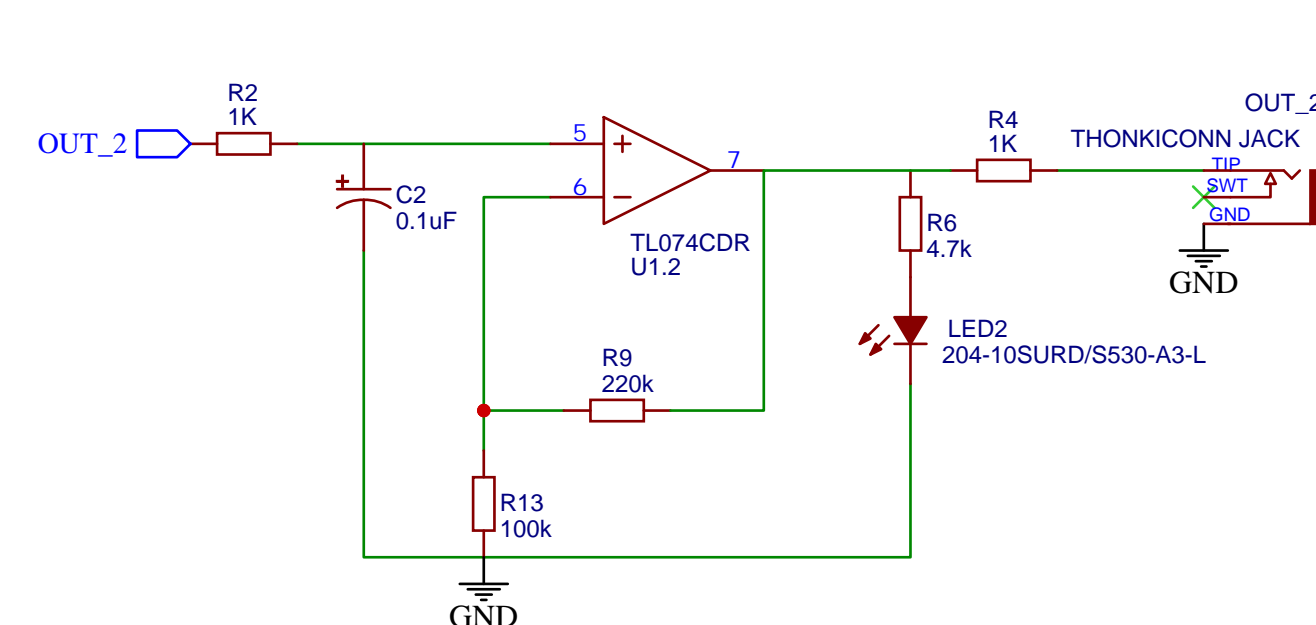 R2
1K
OUT_2
C2
0.1uF
5
6
7
TL074CDR
U1.2
R9
220k
R13
100k
GND
R4
1K
R6
4.7k
LED2
204-10SURD/S530-A3-L
OUT_2
THONKICONN JACK
TIP
SWT
GND
GND